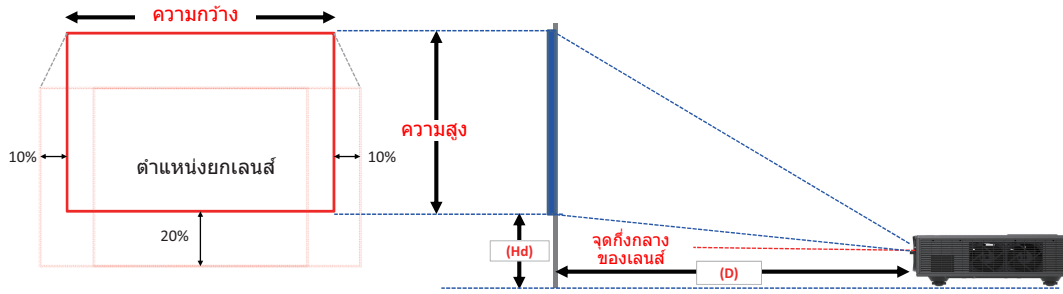 ความกว้าง
ความสูง
10%
ตำแหน่งยกเลนส์
10%
20%
(Hd)
จุดกึ่งกลาง
ของเลนส์
(D)